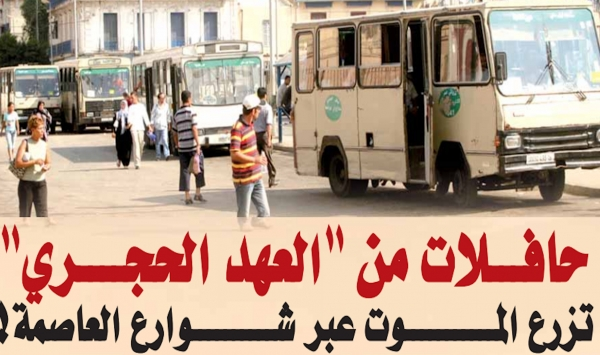 حافلات من "العهد الحجري"
تزرع الموت عبر شوارع العاصمة!